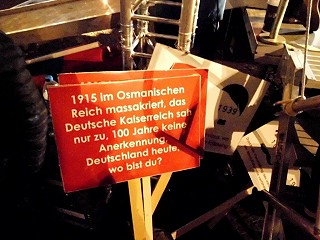 1915 im Osmanischen
Reich massakriert, das
Deutsche Kaiserreich sah
nur zu, 100 Jahre keine
Anerkennung,
Deutschland heute,
wo bist du?
1939